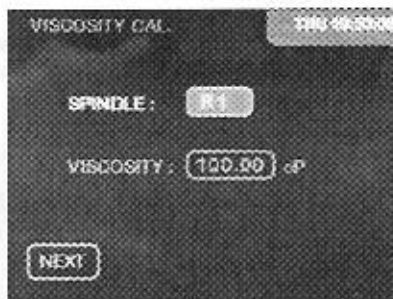 VISCOSITY CAL.
SPINDLE : R1
VISCOSITY : 100.00 cP
NEXT